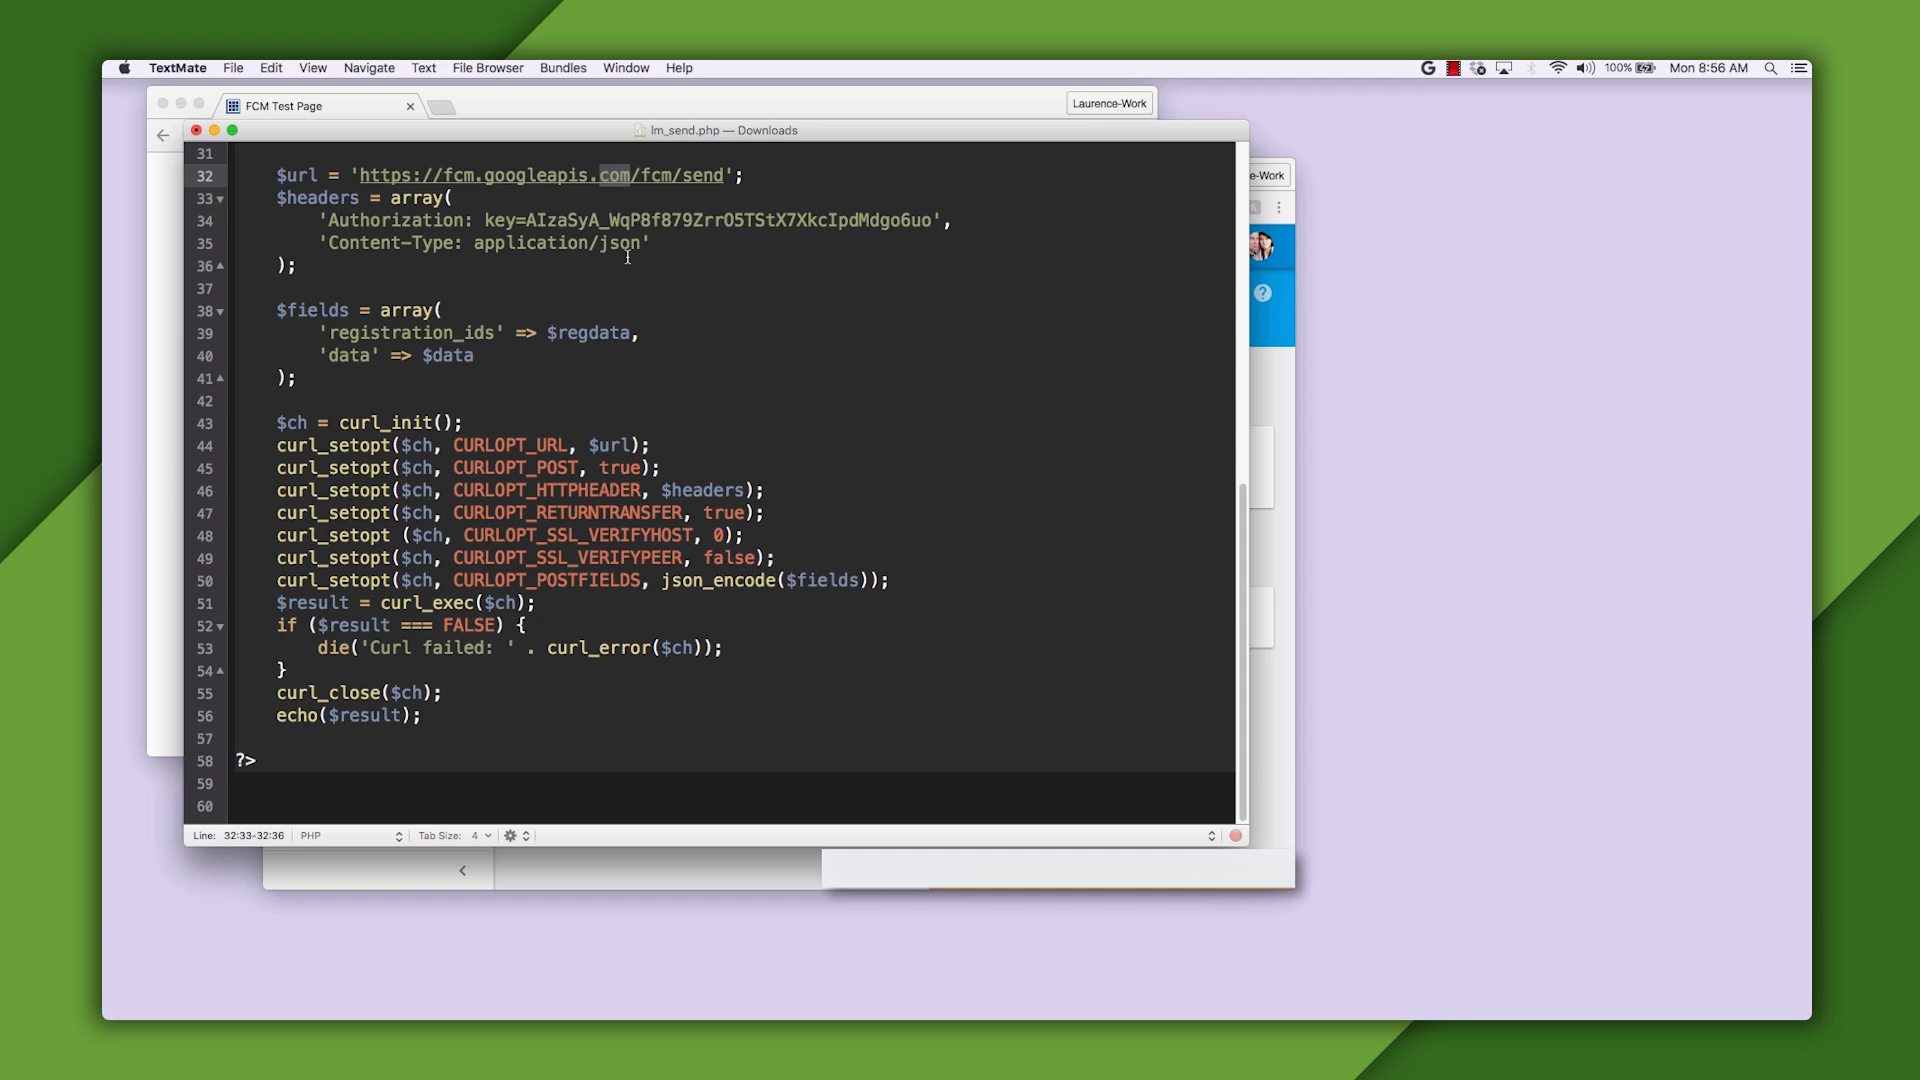 TextMate File Edit View Navigate Text File Browser Bundles Window Help 100% Mon 8:56 AM
FCM Test Page Laurence-Work
lm_send.php — Downloads
e-Work
31
32 $url = 'https://fcm.googleapis.com/fcm/send';
33 $headers = array(
34 'Authorization: key=AIzaSyA_WqP8f879ZrrO5TStX7XkcIpdMdgo6uo',
35 'Content-Type: application/json'
36 );
37
38 $fields = array(
39 'registration_ids' => $regdata,
40 'data' => $data
41 );
42
43 $ch = curl_init();
44 curl_setopt($ch, CURLOPT_URL, $url);
45 curl_setopt($ch, CURLOPT_POST, true);
46 curl_setopt($ch, CURLOPT_HTTPHEADER, $headers);
47 curl_setopt($ch, CURLOPT_RETURNTRANSFER, true);
48 curl_setopt ($ch, CURLOPT_SSL_VERIFYHOST, 0);
49 curl_setopt($ch, CURLOPT_SSL_VERIFYPEER, false);
50 curl_setopt($ch, CURLOPT_POSTFIELDS, json_encode($fields));
51 $result = curl_exec($ch);
52 if ($result === FALSE) {
53 die('Curl failed: ' . curl_error($ch));
54 }
55 curl_close($ch);
56 echo($result);
57
58 ?>
59
60
Line: 32:33-32:36 PHP Tab Size: 4